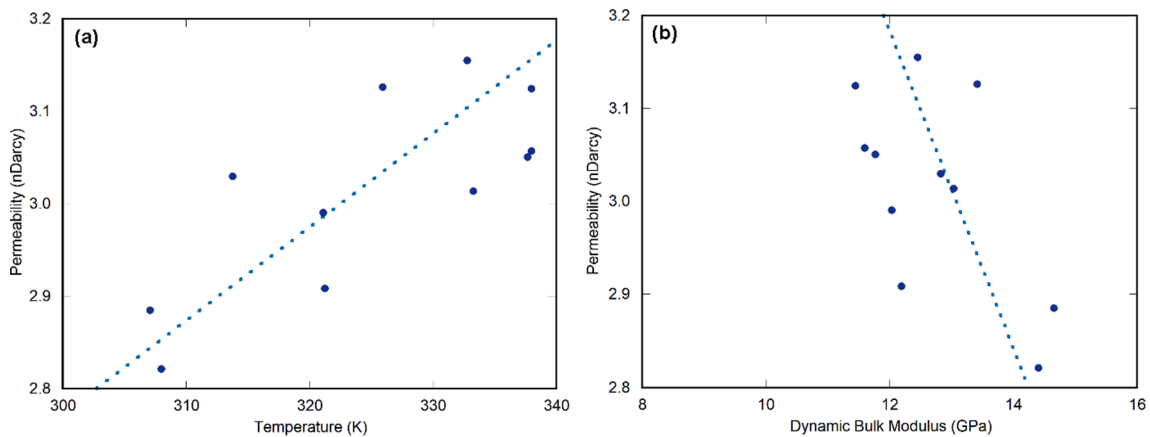 (a)
Permeability (nDarcy)
3.2
3.1
3.0
2.9
2.8
300 310 320 330 340
Temperature (K)
(b)
Permeability (nDarcy)
3.2
3.1
3.0
2.9
2.8
8 10 12 14 16
Dynamic Bulk Modulus (GPa)